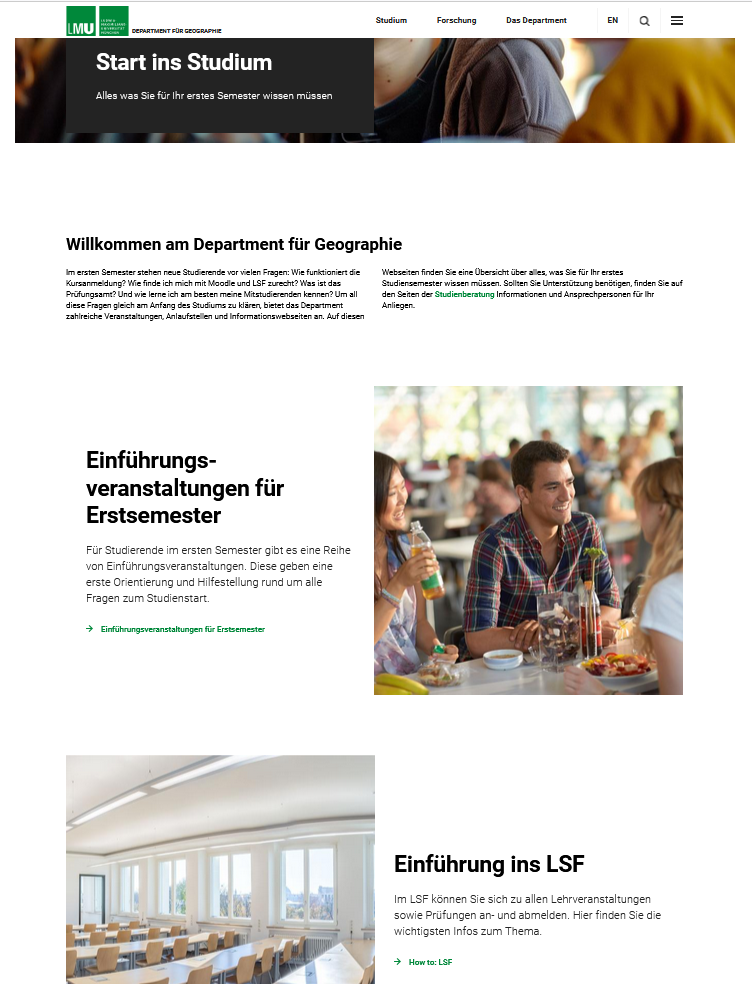 LMU
LUDWIG-
MAXIMILIANS-
UNIVERSITÄT
MÜNCHEN
DEPARTMENT FÜR GEOGRAPHIE
Studium
Forschung
Das Department
EN
Start ins Studium
Alles was Sie für Ihr erstes Semester wissen müssen
Willkommen am Department für Geographie
Im ersten Semester stehen neue Studierende vor vielen Fragen: Wie funktioniert die
Kursanmeldung? Wie finde ich mich mit Moodle und LSF zurecht? Was ist das
Prüfungsamt? Und wie lerne ich am besten meine Mitstudierenden kennen? Um all
diese Fragen gleich am Anfang des Studiums zu klären, bietet das Department
zahlreiche Veranstaltungen, Anlaufstellen und Informationswebseiten an. Auf diesen
Webseiten finden Sie eine Übersicht über alles, was Sie für Ihr erstes
Studiensemester wissen müssen. Sollten Sie Unterstützung benötigen, finden Sie auf
den Seiten der Studienberatung Informationen und Ansprechpersonen für Ihr
Anliegen.
Einführungs-
veranstaltungen für
Erstsemester
Für Studierende im ersten Semester gibt es eine Reihe
von Einführungsveranstaltungen. Diese geben eine
erste Orientierung und Hilfestellung rund um alle
Fragen zum Studienstart.
Einführungsveranstaltungen für Erstsemester
Einführung ins LSF
Im LSF können Sie sich zu allen Lehrveranstaltungen
sowie Prüfungen an- und abmelden. Hier finden Sie die
wichtigsten Infos zum Thema.
How to: LSF